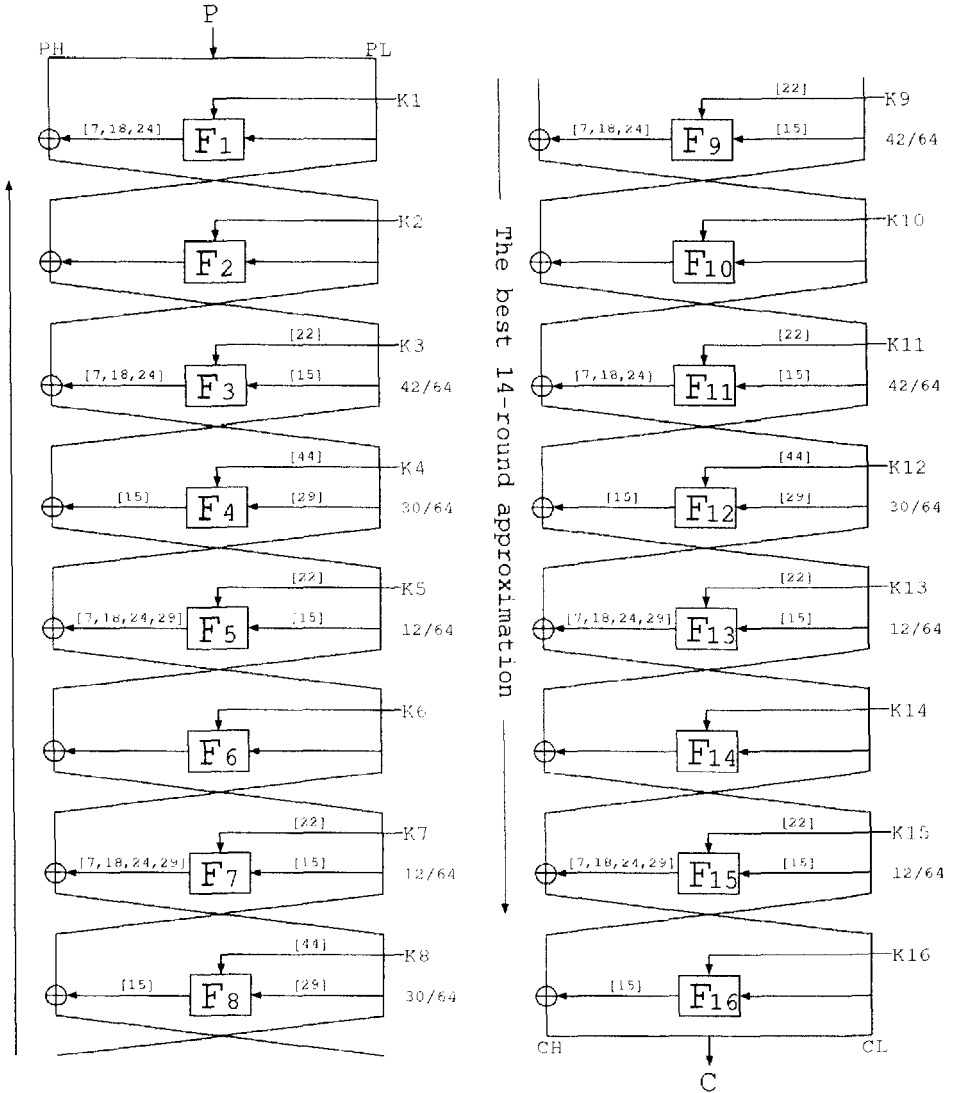 P
PH PL
K1
[7,18,24] F1
K2
F2
[22] K3
[7,18,24] F3 [15] 42/64
[44] K4
[15] F4 [29] 30/64
[22] K5
[7,18,24,29] F5 [15] 12/64
K6
F6
[22] K7
[7,18,24,29] F7 [15] 12/64
[44] K8
[15] F8 [29] 30/64
The best 14-round approximation
[22] K9
[7,18,24] F9 [15] 42/64
K10
F10
[22] K11
[7,18,24] F11 [15] 42/64
[44] K12
[15] F12 [29] 30/64
[22] K13
[7,18,24,29] F13 [15] 12/64
K14
F14
[22] K15
[7,18,24,29] F15 [15] 12/64
K16
[15] F16
CH CL
C